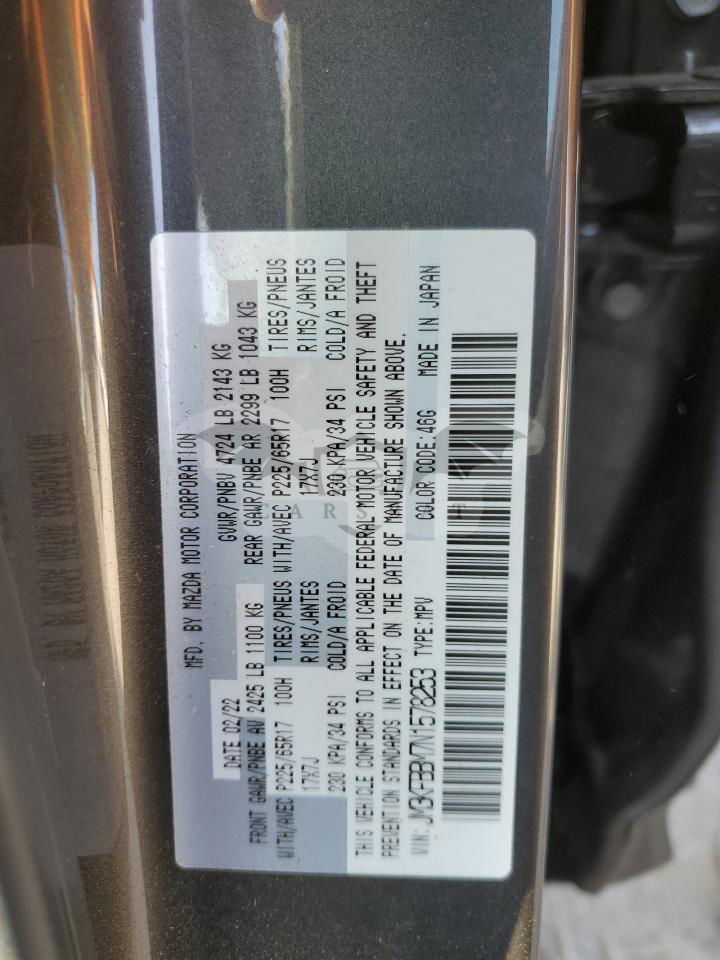 MFD. BY MAZDA MOTOR CORPORATION
DATE 02/22 GVWR/PNBV 4724 LB 2143 KG
FRONT GAWR/PNBE AV 2425 LB 1100 KG REAR GAWR/PNBE AR 2299 LB 1043 KG
WITH/AVEC P225/65R17 100H TIRES/PNEUS WITH/AVEC P225/65R17 100H TIRES/PNEUS
17X7J RIMS/JANTES 17X7J RIMS/JANTES
230 KPA/34 PSI COLD/A FROID 230 KPA/34 PSI COLD/A FROID
THIS VEHICLE CONFORMS TO ALL APPLICABLE FEDERAL MOTOR VEHICLE SAFETY AND THEFT
PREVENTION STANDARDS IN EFFECT ON THE DATE OF MANUFACTURE SHOWN ABOVE.
VIN: JM3KFBBM7N1578253 TYPE:MPV COLOR CODE:46G MADE IN JAPAN